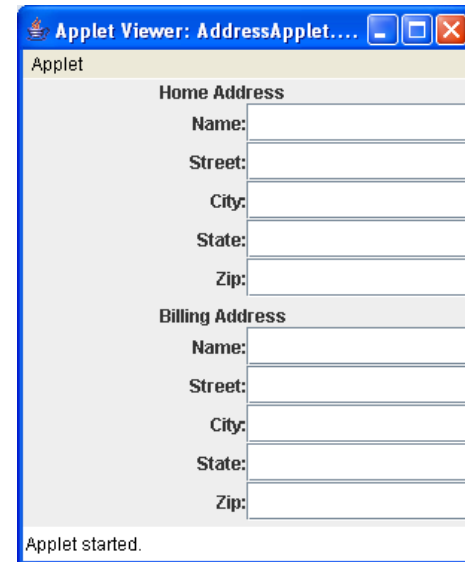 Applet Viewer: AddressApplet....
Applet
Home Address
Name:
Street:
City:
State:
Zip:
Billing Address
Name:
Street:
City:
State:
Zip:
Applet started.